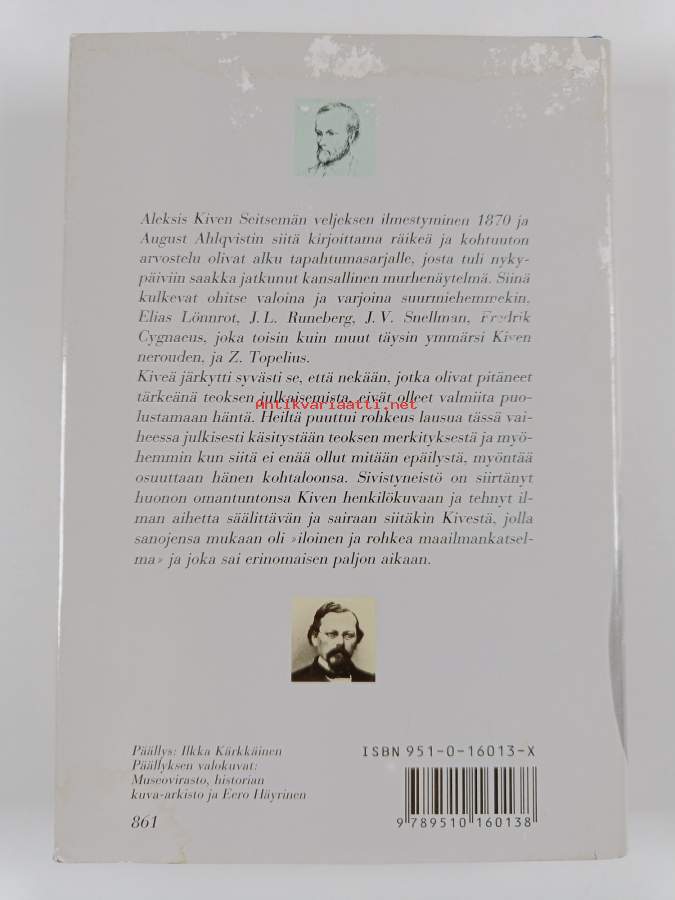 Aleksis Kiven Seitsemän veljeksen ilmestyminen 1870 ja
August Ahlqvistin siitä kirjoittama räikeä ja kohtuuton
arvostelu olivat alku tapahtumasarjalle, josta tuli nyky-
päiviin saakka jatkunut kansallinen murhenäytelmä. Siinä
kulkevat ohitse valoina ja varjoina suurmiehemmekin,
Elias Lönnrot, J.L. Runeberg, J.V. Snellman, Fredrik
Cygnaeus, joka toisin kuin muut täysin ymmärsi Kiven
nerouden, ja Z. Topelius.
Kiveä järkytti syvästi se, että nekään, jotka olivat pitäneet
tärkeänä teoksen julkaisemista, eivät olleet valmiita puo-
Antikvariaatti.net
lustamaan häntä. Heiltä puuttui rohkeus lausua tässä vai-
heessa julkisesti käsitystään teoksen merkityksestä ja myö-
hemmin kun siitä ei enää ollut mitään epäilystä, myöntää
osuuttaan hänen kohtaloonsa. Sivistyneistö on siirtänyt
huonon omantuntonsa Kiven henkilökuvaan ja tehnyt il-
man aihetta säälittävän ja sairaan siitäkin Kivestä, jolla
sanojensa mukaan oli »iloinen ja rohkea maailmankatsel-
ma» ja joka sai erinomaisen paljon aikaan.
Päällys: Ilkka Kärkkäinen
Päällyksen valokuvat:
Museovirasto, historian
kuva-arkisto ja Eero Häyrinen
861
ISBN 951-0-16013-X
9 789510 160138